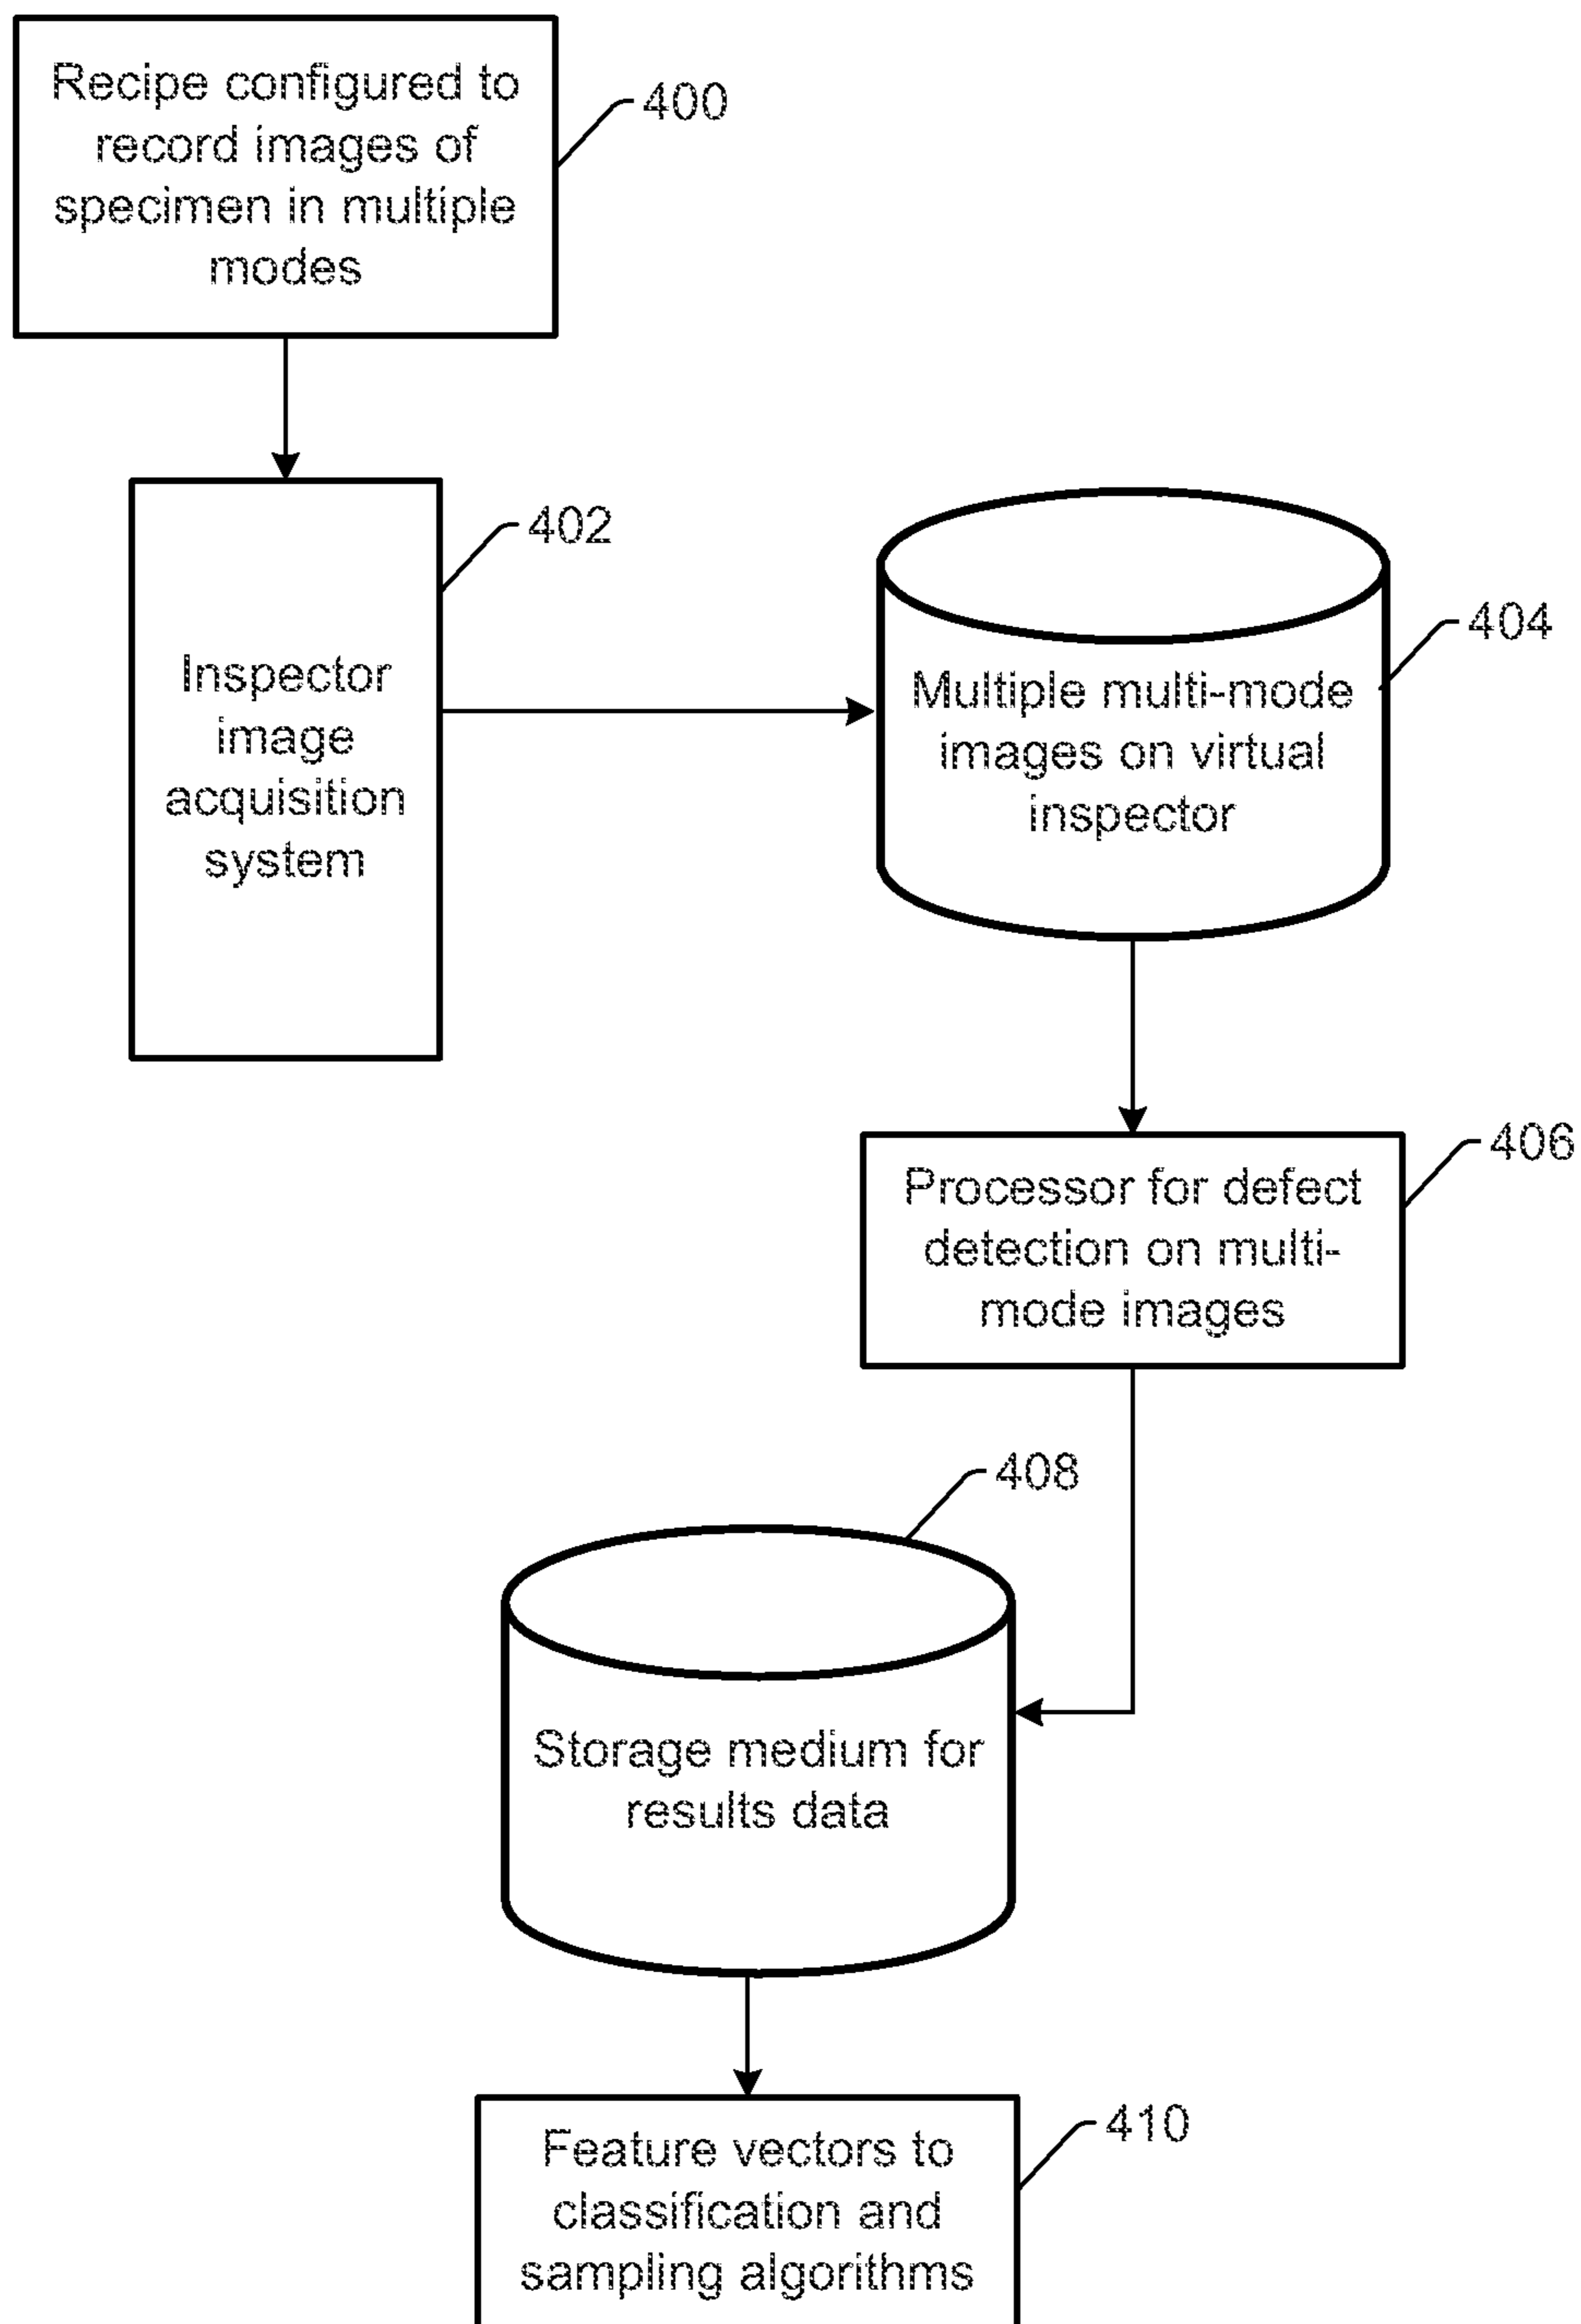 Recipe configured to
record images of
specimen in multiple
modes
400
402
Inspector
image
acquisition
system
404
Multiple multi-mode
images on virtual
inspector
406
Processor for defect
detection on multi-
mode images
408
Storage medium for
results data
410
Feature vectors to
classification and
sampling algorithms